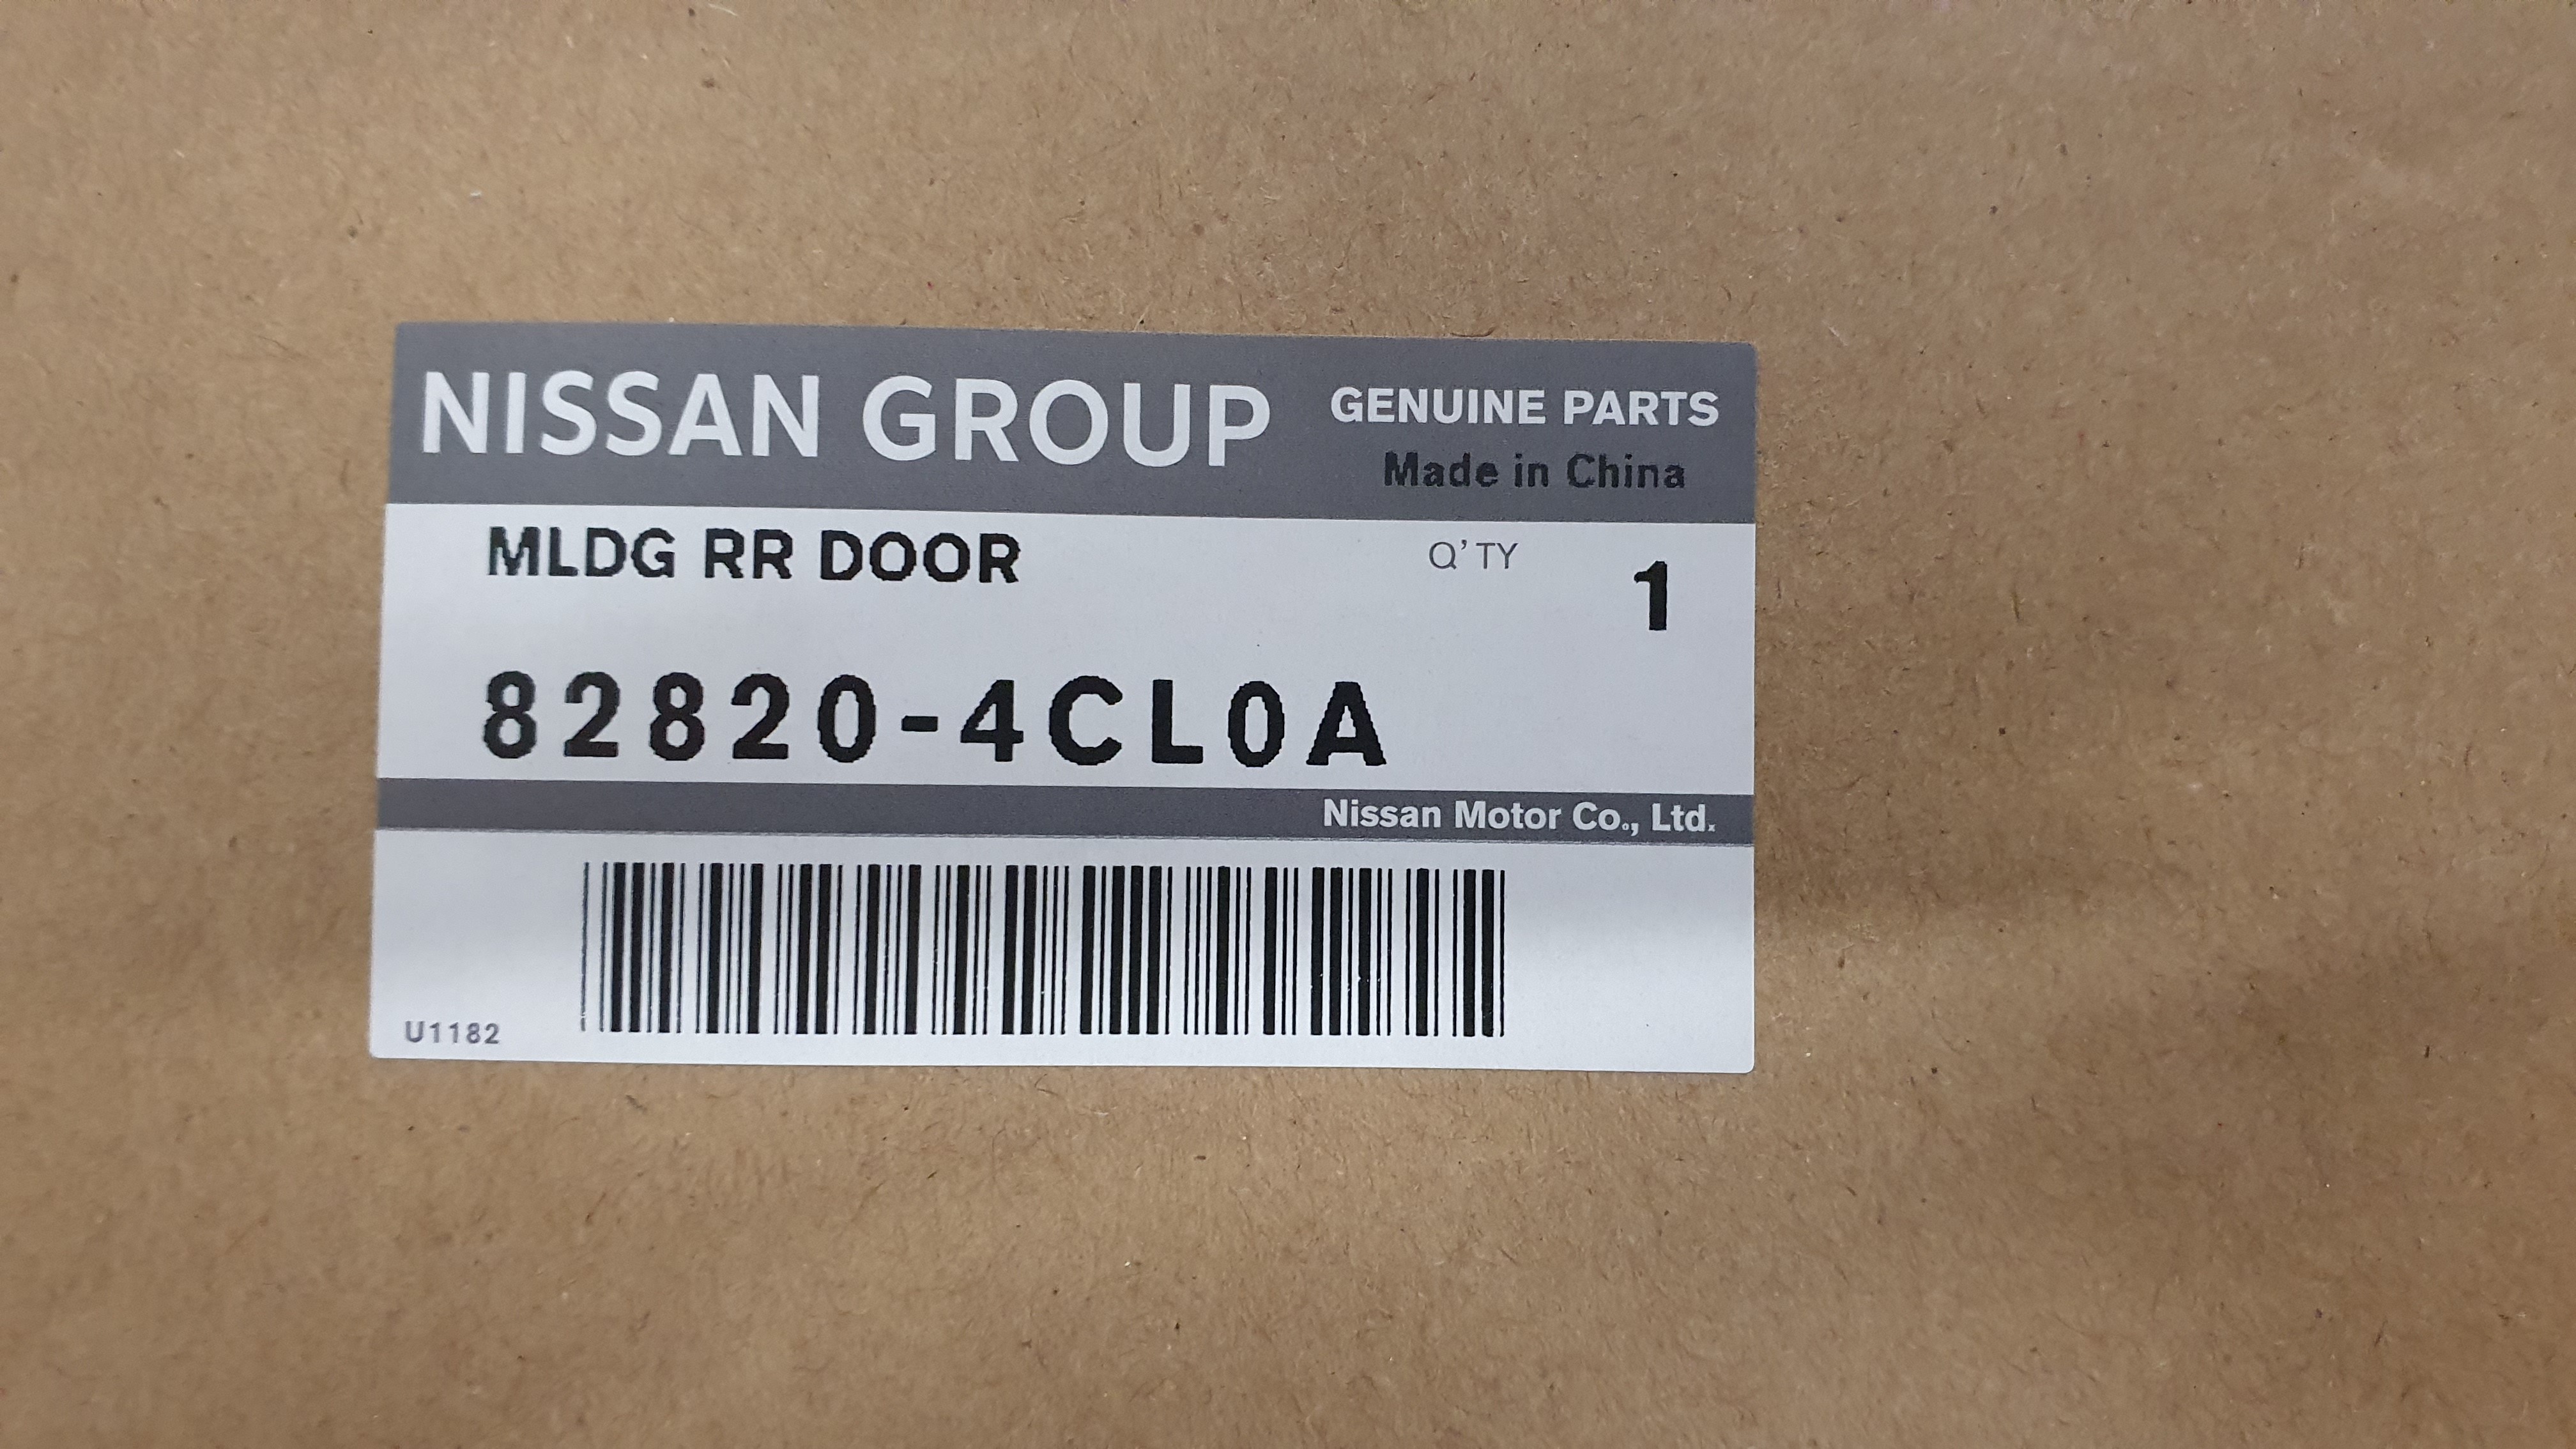 NISSAN GROUP GENUINE PARTS
Made in China
MLDG RR DOOR Q'TY 1
82820-4CL0A
Nissan Motor Co., Ltd.
U1182